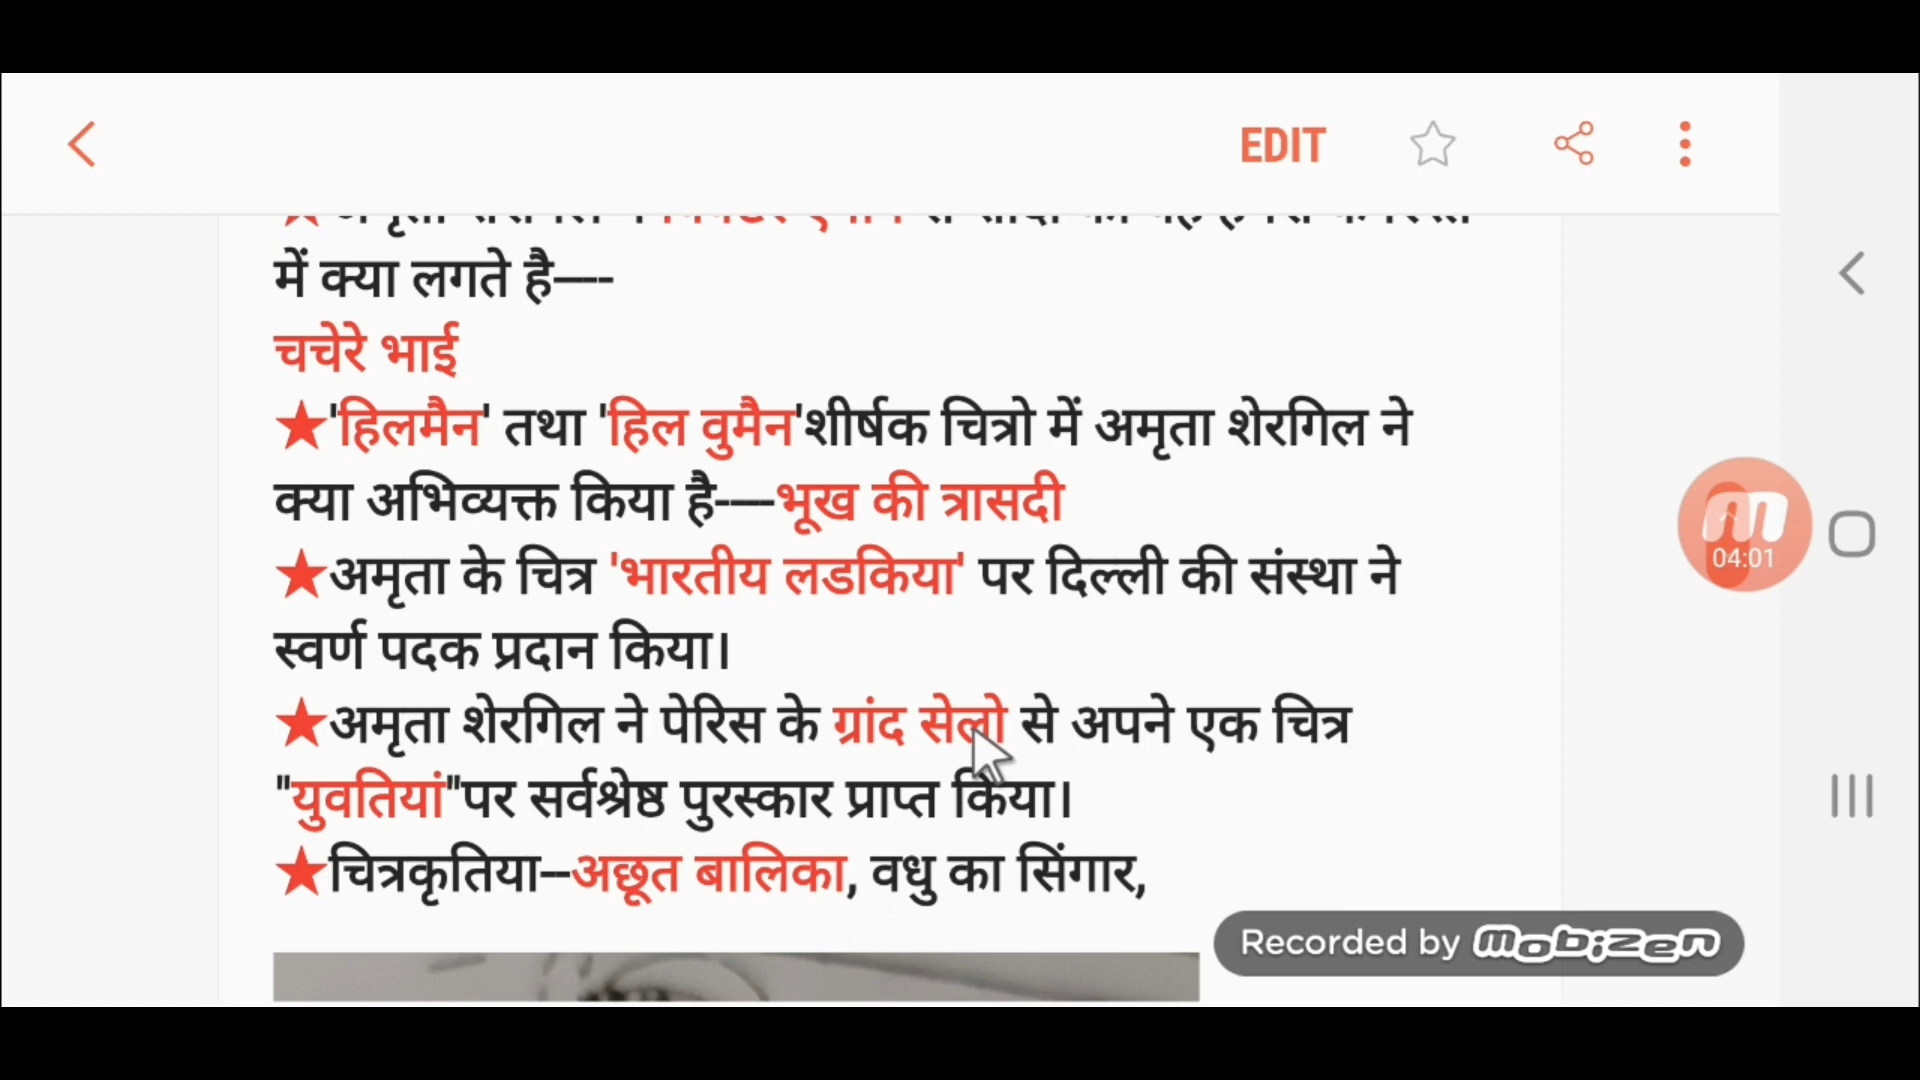 EDIT
में क्या लगते है----
चचेरे भाई
★'हिलमैन' तथा 'हिल वुमैन'शीर्षक चित्रो में अमृता शेरगिल ने
क्या अभिव्यक्त किया है----भूख की त्रासदी
★अमृता के चित्र 'भारतीय लडकिया' पर दिल्ली की संस्था ने
स्वर्ण पदक प्रदान किया।
★अमृता शेरगिल ने पेरिस के ग्रांद सेलो से अपने एक चित्र
"युवतियां"पर सर्वश्रेष्ठ पुरस्कार प्राप्त किया।
★चित्रकृतिया--अछूत बालिका, वधु का सिंगार,
04:01
Recorded by mobizen